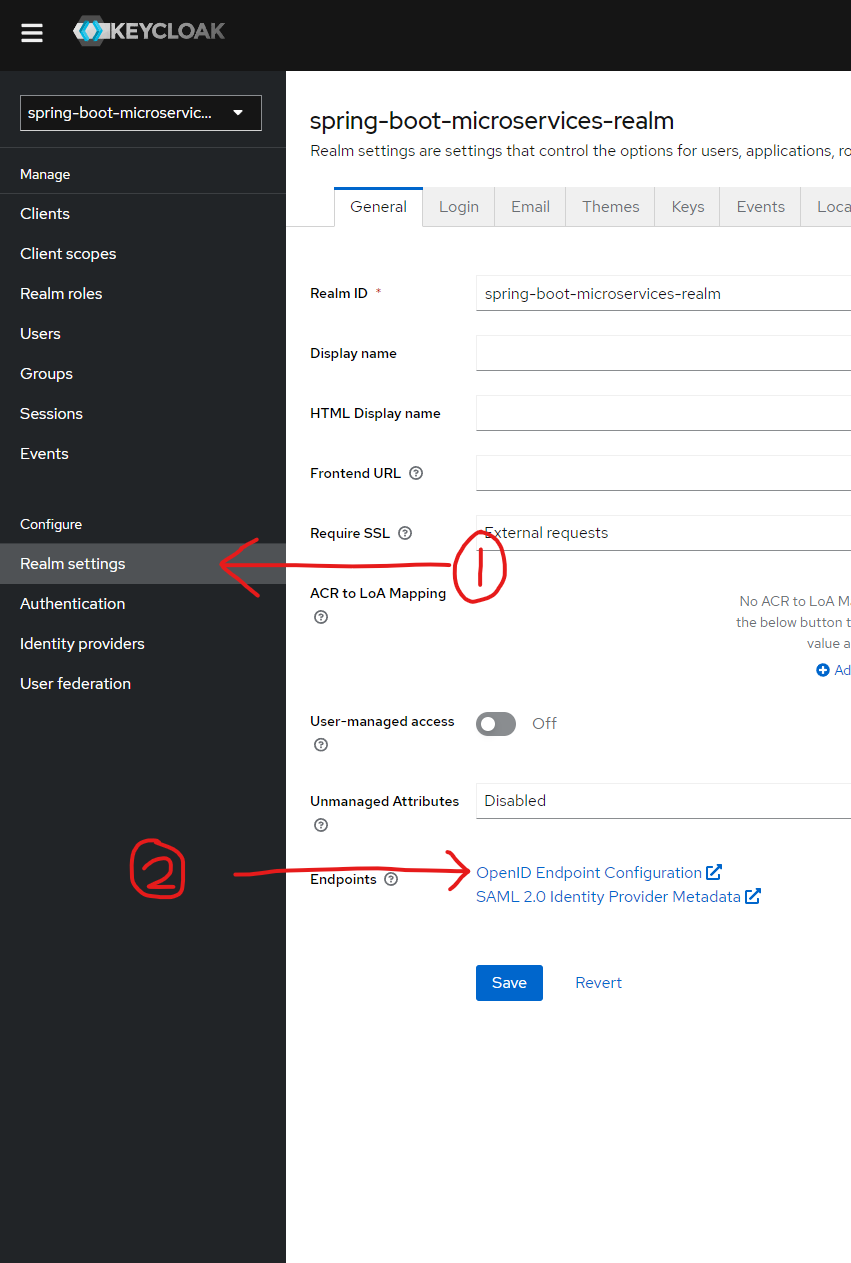 KEYCLOAK
spring-boot-microservic...
Manage
Clients
Client scopes
Realm roles
Users
Groups
Sessions
Events
Configure
Realm settings
Authentication
Identity providers
User federation
spring-boot-microservices-realm
Realm settings are settings that control the options for users, applications, ro
General Login Email Themes Keys Events Loca
Realm ID * spring-boot-microservices-realm
Display name
HTML Display name
Frontend URL
Require SSL External requests
1
ACR to LoA Mapping
No ACR to LoA M
the below button t
value a
Ad
User-managed access Off
Unmanaged Attributes Disabled
2
Endpoints OpenID Endpoint Configuration
SAML 2.0 Identity Provider Metadata
Save Revert